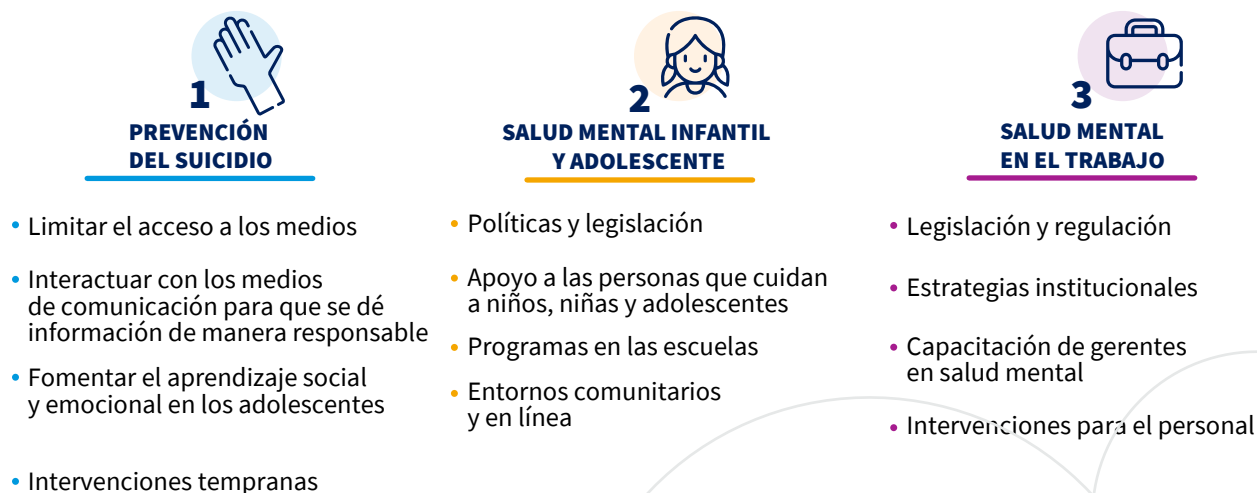 1
PREVENCIÓN
DEL SUICIDIO
• Limitar el acceso a los medios
• Interactuar con los medios
de comunicación para que se dé
información de manera responsable
• Fomentar el aprendizaje social
y emocional en los adolescentes
• Intervenciones tempranas
2
SALUD MENTAL INFANTIL
Y ADOLESCENTE
• Políticas y legislación
• Apoyo a las personas que cuidan
a niños, niñas y adolescentes
• Programas en las escuelas
• Entornos comunitarios
y en línea
3
SALUD MENTAL
EN EL TRABAJO
• Legislación y regulación
• Estrategias institucionales
• Capacitación de gerentes
en salud mental
• Intervenciones para el personal